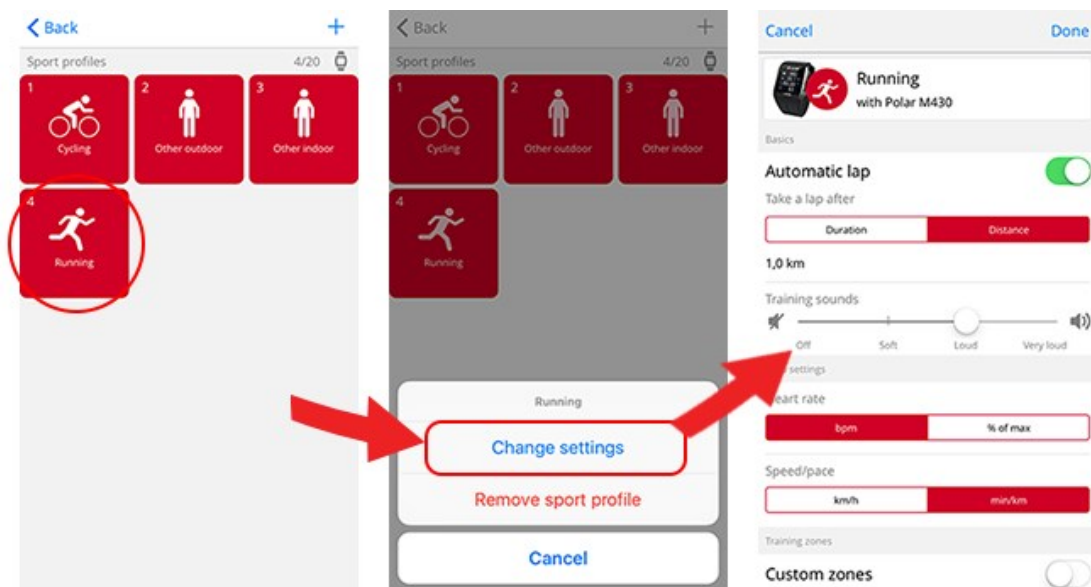 Back
+
Sport profiles 4/20
1
Cycling
2
Other outdoor
3
Other indoor
4
Running
Back
+
Sport profiles 4/20
1
Cycling
2
Other outdoor
3
Other indoor
4
Running
Running
Change settings
Remove sport profile
Cancel
Cancel Done
Running
with Polar M430
Basics
Automatic lap
Take a lap after
Duration Distance
1,0 km
Training sounds
Off Soft Loud Very loud
settings
eart rate
bpm % of max
Speed/pace
km/h min/km
Training zones
Custom zones